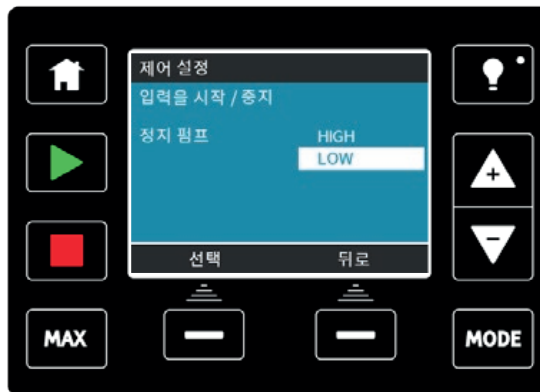 제어 설정
입력을 시작 / 중지
정지 펌프 HIGH
LOW
선택 뒤로
MAX
MODE